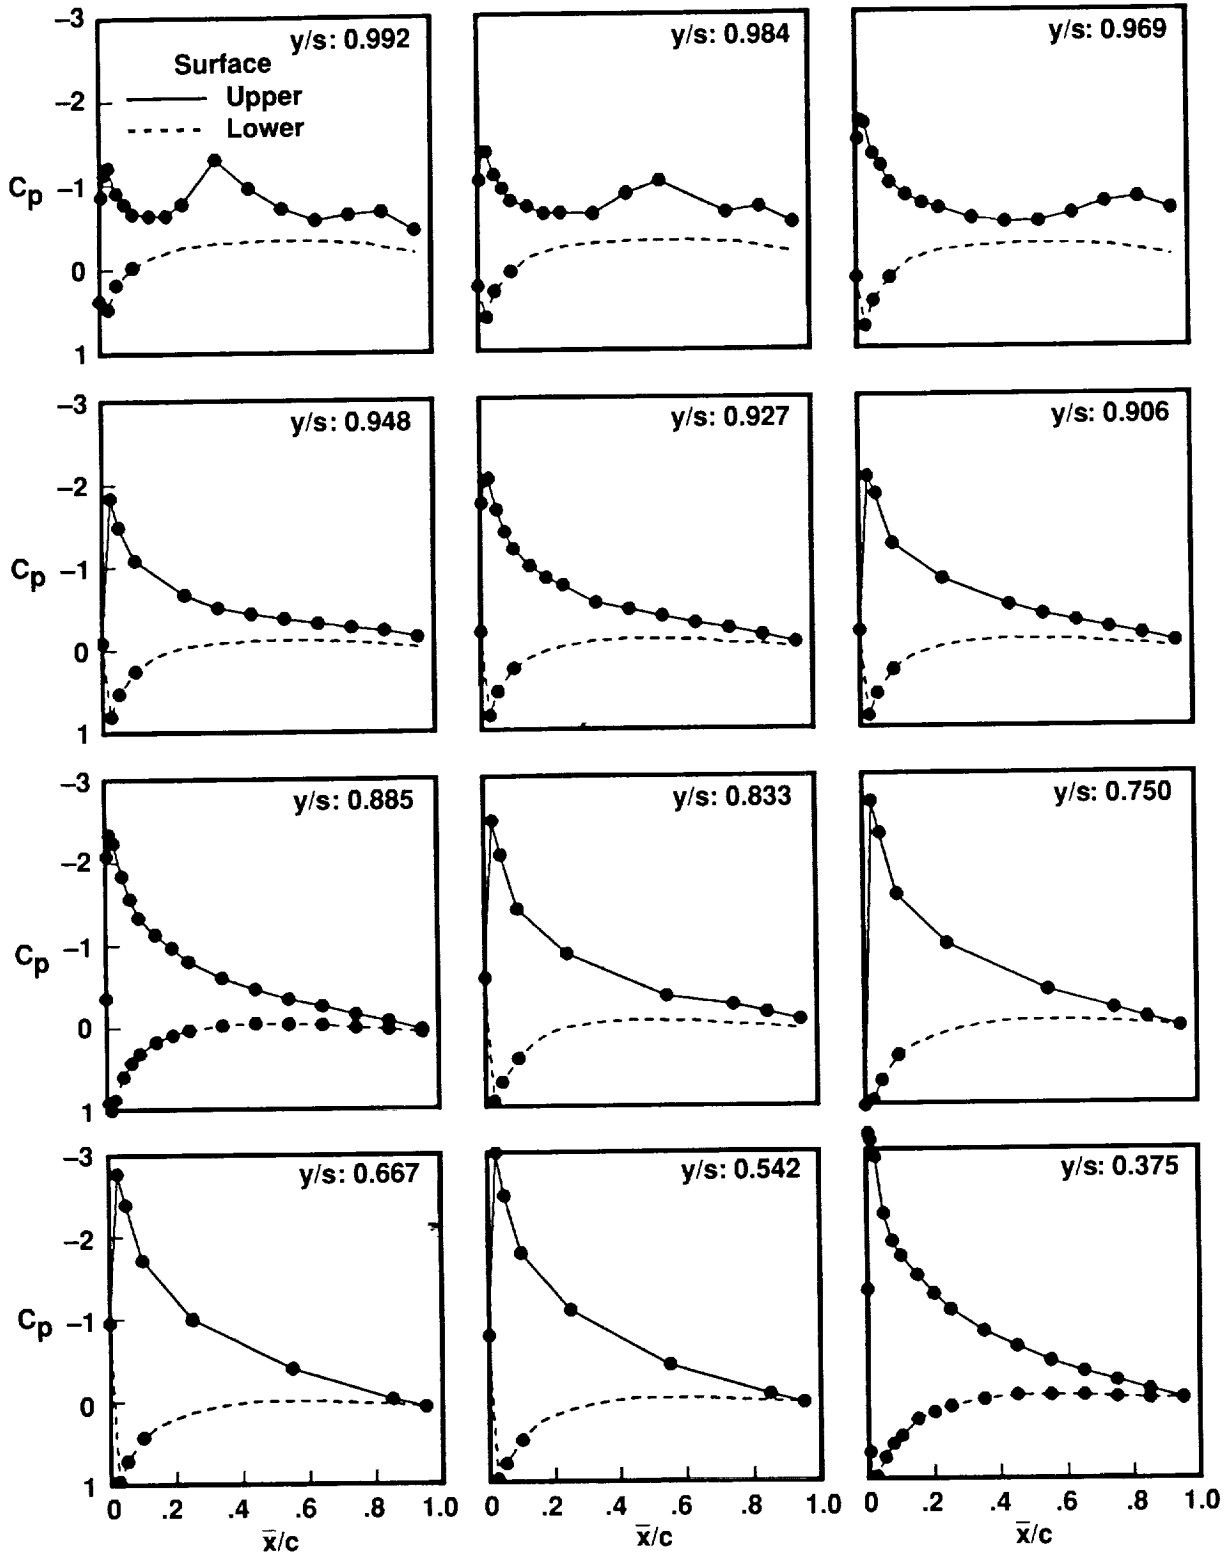 –3 y/s: 0.992 y/s: 0.984 y/s: 0.969
Surface
Upper
–2
Lower
Cp –1
0
1
–3 y/s: 0.948 y/s: 0.927 y/s: 0.906
–2
Cp –1
0
1
–3 y/s: 0.885 y/s: 0.833 y/s: 0.750
–2
Cp –1
0
1
–3 y/s: 0.667 y/s: 0.542 y/s: 0.375
–2
Cp –1
0
1
0 .2 .4 .6 .8 1.0 0 .2 .4 .6 .8 1.0 0 .2 .4 .6 .8 1.0
x̅/c x̅/c x̅/c